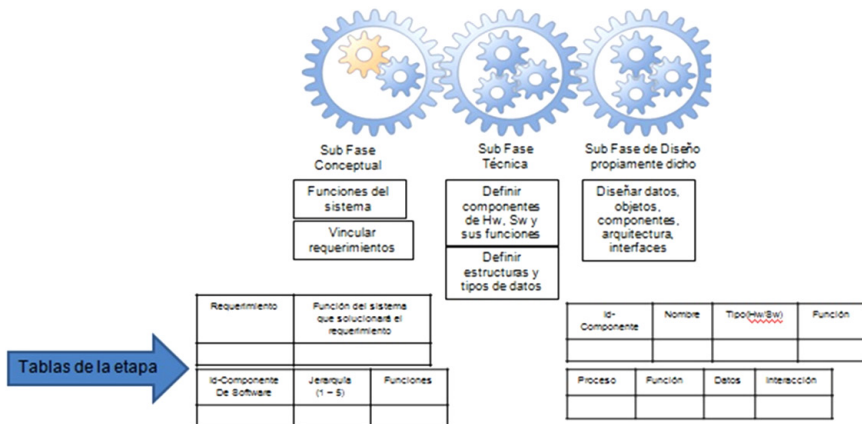 Sub Fase
Conceptual
Sub Fase
Técnica
Sub Fase de Diseño
propiamente dicho
Funciones del
sistema
Vincular
requerimientos
Definir
componentes
de Hw, Sw y
sus funciones
Definir
estructuras y
tipos de datos
Diseñar datos,
objetos,
componentes,
arquitectura,
interfaces
Tablas de la etapa
Requerimiento
Función del sistema
que solucionará el
requerimiento
Id-Componente
De Software
Jerarquía
(1 – 5)
Funciones
Id-
Componente
Nombre
Tipo(Hw/Sw)
Función
Proceso
Función
Datos
Interacción